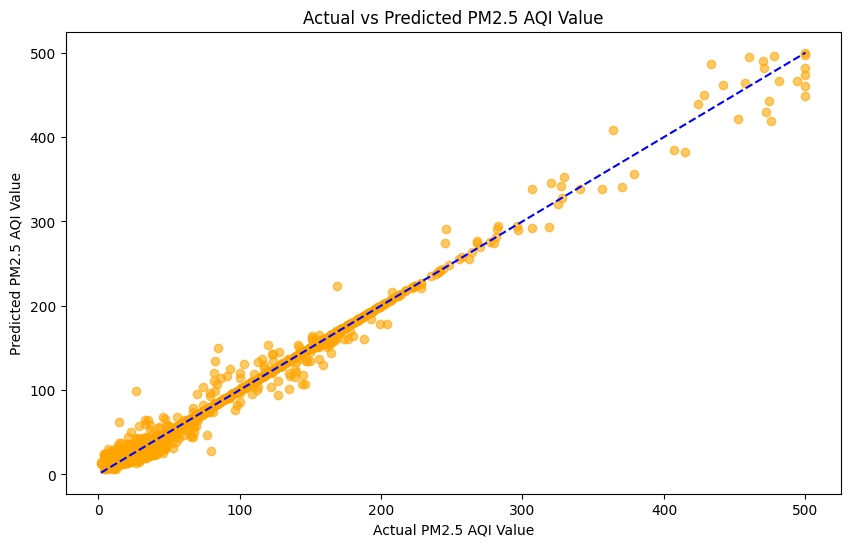 Actual vs Predicted PM2.5 AQI Value
Predicted PM2.5 AQI Value
500
400
300
200
100
0
0 100 200 300 400 500
Actual PM2.5 AQI Value